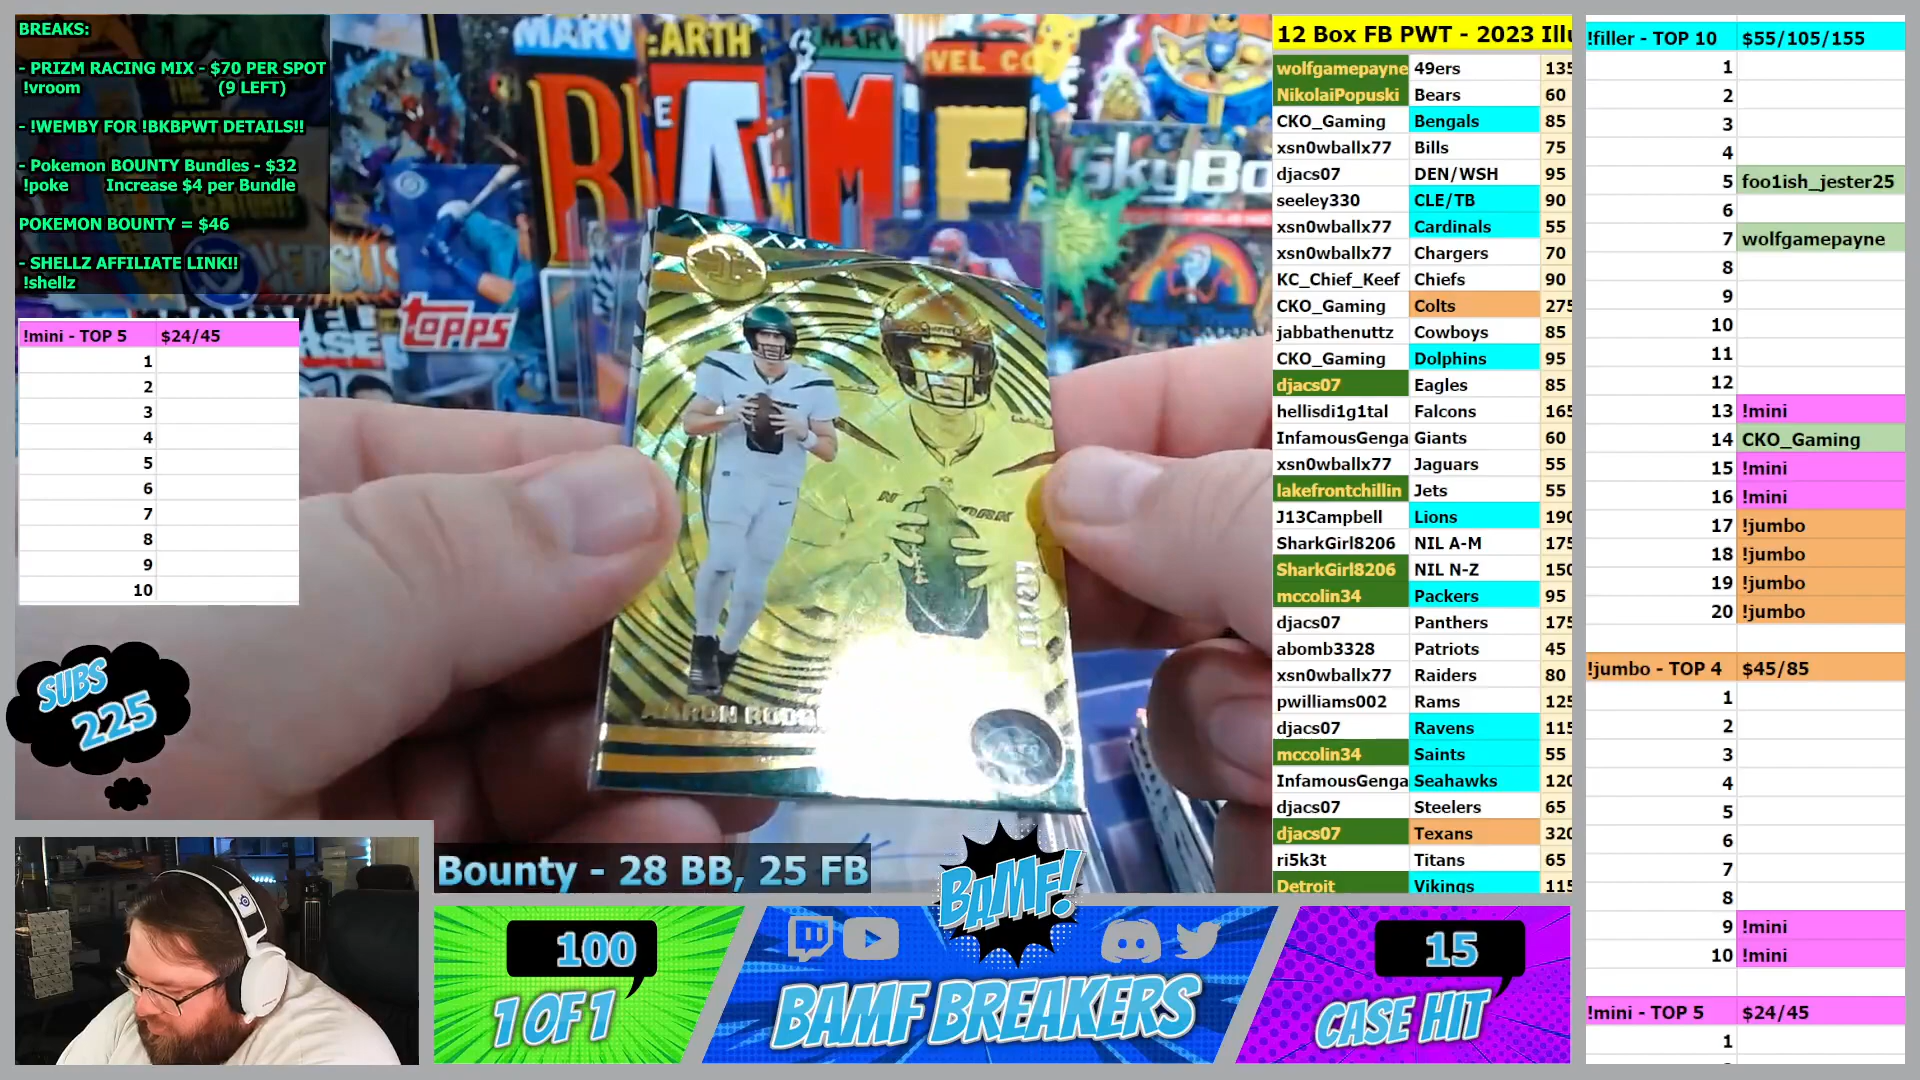 BREAKS:
- PRIZM RACING MIX - $70 PER SPOT
!vroom (9 LEFT)
- !WEMBY FOR !BKBPWT DETAILS!!
- Pokemon BOUNTY Bundles - $32
!poke Increase $4 per Bundle
POKEMON BOUNTY = $46
- SHELLZ AFFILIATE LINK!!
!shellz
!mini - TOP 5 $24/45
1
2
3
4
5
6
7
8
9
10
SUBS
225
MARV
EARTH
MARV
VEL CO
BAMF
SkyBo
topps
AARON RODG
Bounty - 28 BB, 25 FB
BAMF!
100
1 OF 1
BAMF BREAKERS
15
CASE HIT
12 Box FB PWT - 2023 Illu
wolfgamepayne 49ers 135
NikolaiPopuski Bears 60
CKO_Gaming Bengals 85
xsn0wballx77 Bills 75
djacs07 DEN/WSH 95
seeley330 CLE/TB 90
xsn0wballx77 Cardinals 55
xsn0wballx77 Chargers 70
KC_Chief_Keef Chiefs 90
CKO_Gaming Colts 275
jabbathenuttz Cowboys 85
CKO_Gaming Dolphins 95
djacs07 Eagles 85
hellisdi1g1tal Falcons 165
InfamousGenga Giants 60
xsn0wballx77 Jaguars 55
lakefrontchillin Jets 55
J13Campbell Lions 190
SharkGirl8206 NIL A-M 175
SharkGirl8206 NIL N-Z 150
mccolin34 Packers 95
djacs07 Panthers 175
abomb3328 Patriots 45
xsn0wballx77 Raiders 80
pwilliams002 Rams 125
djacs07 Ravens 115
mccolin34 Saints 55
InfamousGenga Seahawks 120
djacs07 Steelers 65
djacs07 Texans 320
ri5k3t Titans 65
Detroit Vikings 115
!filler - TOP 10 $55/105/155
1
2
3
4
5 foo1ish_jester25
6
7 wolfgamepayne
8
9
10
11
12
13 !mini
14 CKO_Gaming
15 !mini
16 !mini
17 !jumbo
18 !jumbo
19 !jumbo
20 !jumbo
!jumbo - TOP 4 $45/85
1
2
3
4
5
6
7
8
9 !mini
10 !mini
!mini - TOP 5 $24/45
1